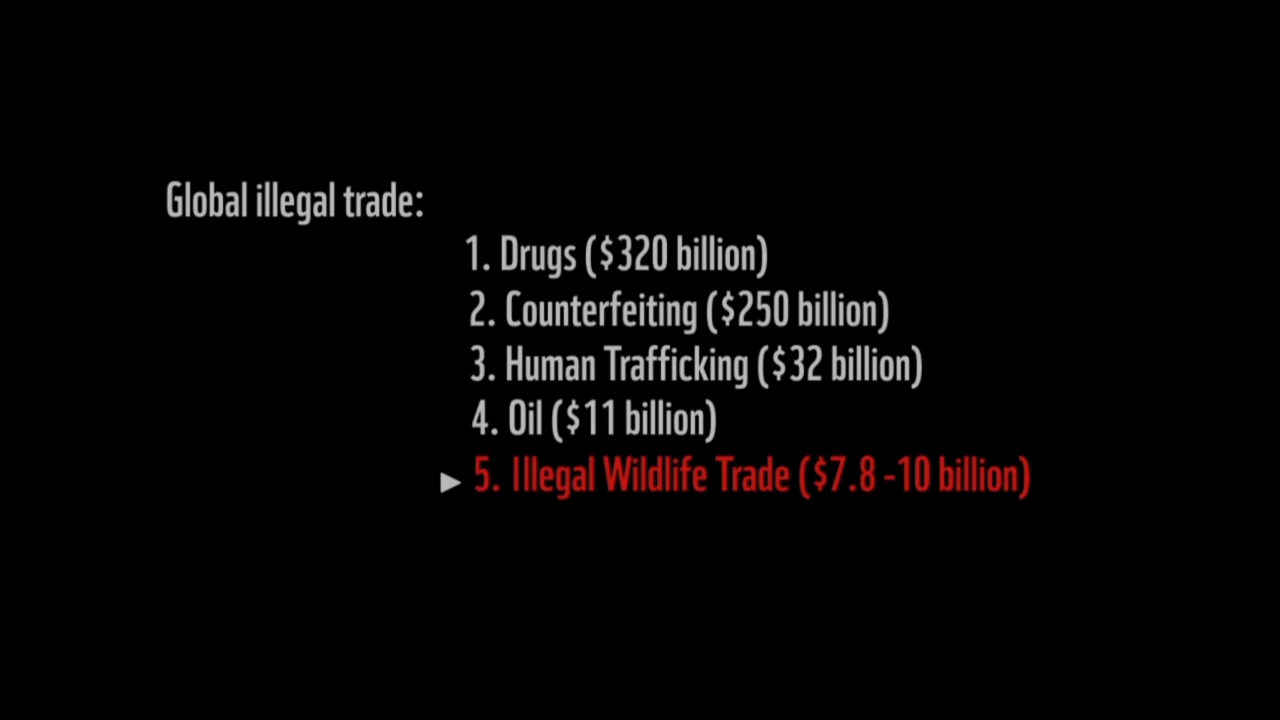 Global illegal trade:
1. Drugs ($320 billion)
2. Counterfeiting ($250 billion)
3. Human Trafficking ($32 billion)
4. Oil ($11 billion)
► 5. Illegal Wildlife Trade ($7.8 -10 billion)